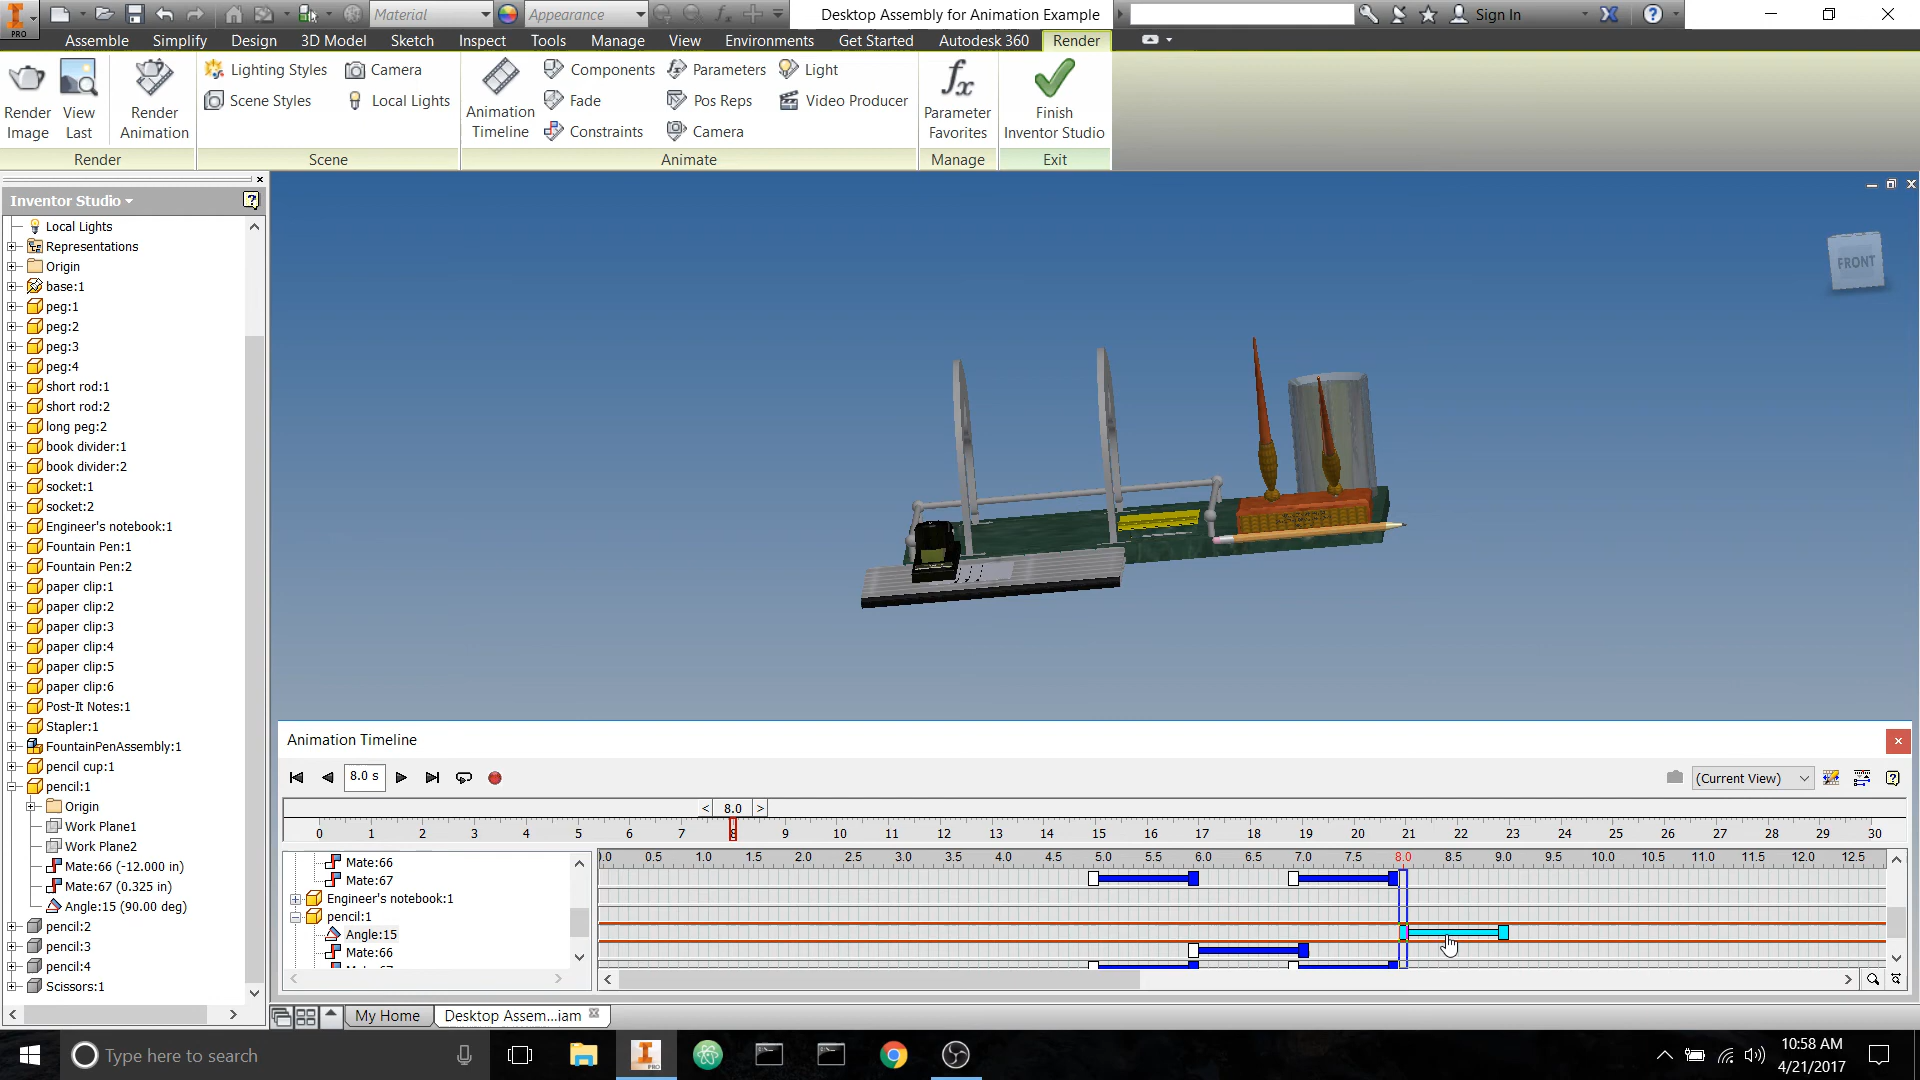 PRO
Material
Appearance
Desktop Assembly for Animation Example
Sign In
Assemble Simplify Design 3D Model Sketch Inspect Tools Manage View Environments Get Started Autodesk 360 Render
Render Image
View Last
Render Animation
Lighting Styles
Scene Styles
Camera
Local Lights
Animation Timeline
Components
Fade
Constraints
Parameters
Pos Reps
Camera
Light
Video Producer
Parameter Favorites
Finish Inventor Studio
Render Scene Animate Manage Exit
Inventor Studio
Local Lights
Representations
Origin
base:1
peg:1
peg:2
peg:3
peg:4
short rod:1
short rod:2
long peg:2
book divider:1
book divider:2
socket:1
socket:2
Engineer's notebook:1
Fountain Pen:1
Fountain Pen:2
paper clip:1
paper clip:2
paper clip:3
paper clip:4
paper clip:5
paper clip:6
Post-It Notes:1
Stapler:1
FountainPenAssembly:1
pencil cup:1
pencil:1
Origin
Work Plane1
Work Plane2
Mate:66 (-12.000 in)
Mate:67 (0.325 in)
Angle:15 (90.00 deg)
pencil:2
pencil:3
pencil:4
Scissors:1
FRONT
Animation Timeline
8.0 s
(Current View)
< 8.0 >
0 1 2 3 4 5 6 7 8 9 10 11 12 13 14 15 16 17 18 19 20 21 22 23 24 25 26 27 28 29 30
0.0 0.5 1.0 1.5 2.0 2.5 3.0 3.5 4.0 4.5 5.0 5.5 6.0 6.5 7.0 7.5 8.0 8.5 9.0 9.5 10.0 10.5 11.0 11.5 12.0 12.5
Mate:66
Mate:67
Engineer's notebook:1
pencil:1
Angle:15
Mate:66
My Home
Desktop Assem...iam
Type here to search
PRO
10:58 AM
4/21/2017